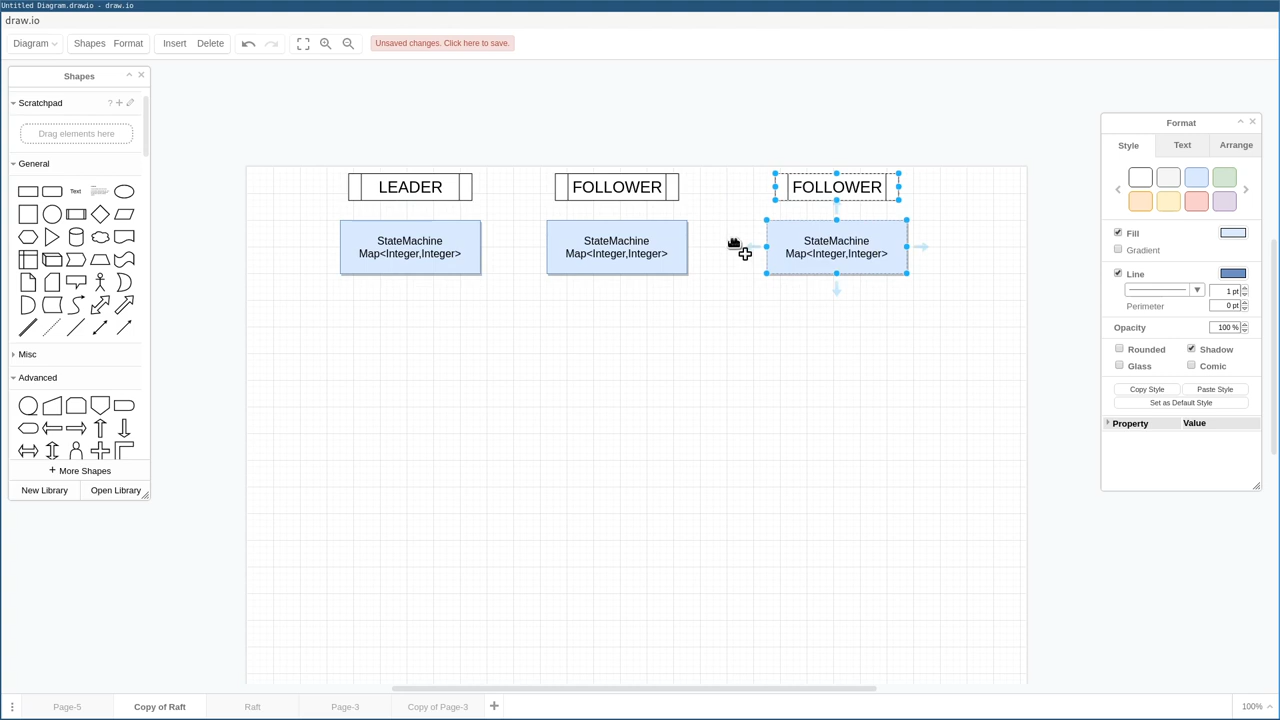 Untitled Diagram.drawio - draw.io
draw.io
Diagram
Shapes
Format
Insert
Delete
Unsaved changes. Click here to save.
Shapes
Scratchpad
?
Drag elements here
General
Text
Misc
Advanced
More Shapes
New Library
Open Library
LEADER
FOLLOWER
FOLLOWER
StateMachine
Map<Integer,Integer>
StateMachine
Map<Integer,Integer>
StateMachine
Map<Integer,Integer>
Format
Style
Text
Arrange
Fill
Gradient
Line
1 pt
Perimeter
0 pt
Opacity
100 %
Rounded
Shadow
Glass
Comic
Copy Style
Paste Style
Set as Default Style
Property
Value
Page-5
Copy of Raft
Raft
Page-3
Copy of Page-3
100%